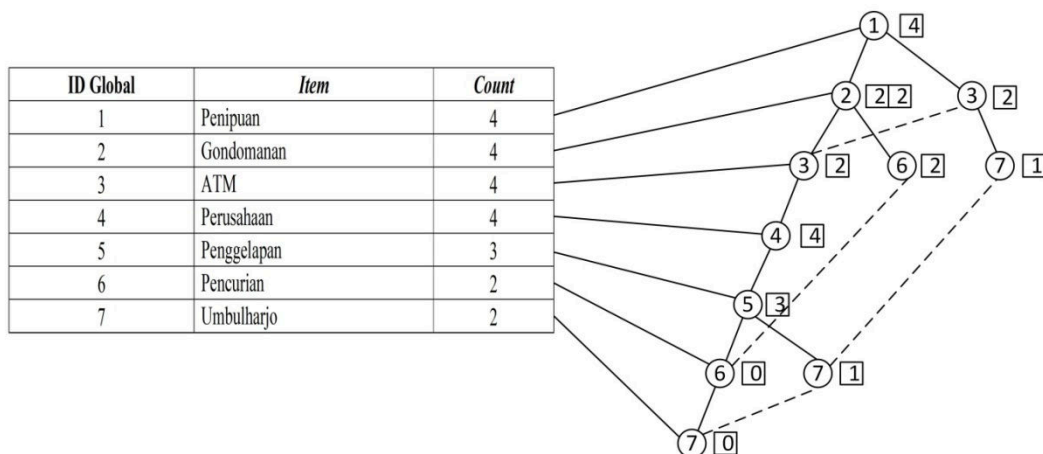 ID Global Item Count
1 Penipuan 4
2 Gondomanan 4
3 ATM 4
4 Perusahaan 4
5 Penggelapan 3
6 Pencurian 2
7 Umbulharjo 2
1 4
2 2 2 3 2
3 2 6 2 7 1
4 4
5 3
6 0 7 1
7 0